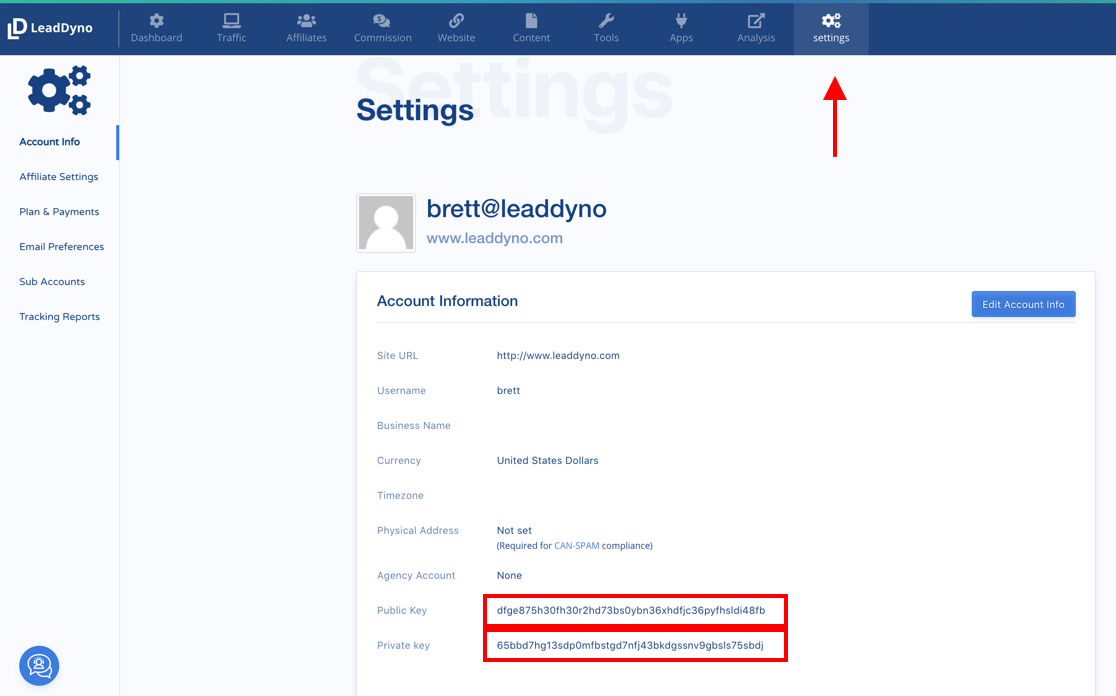 LeadDyno
Dashboard
Traffic
Affiliates
Commission
Website
Content
Tools
Apps
Analysis
settings
Account Info
Affiliate Settings
Plan & Payments
Email Preferences
Sub Accounts
Tracking Reports
Settings
Settings
brett@leaddyno
www.leaddyno.com
Account Information
Edit Account Info
Site URL http://www.leaddyno.com
Username brett
Business Name
Currency United States Dollars
Timezone
Physical Address Not set
(Required for CAN-SPAM compliance)
Agency Account None
Public Key dfge875h30fh30r2hd73bs0ybn36xhdfjc36pyfhsldi48fb
Private key 65bbd7hg13sdp0mfbstgd7nfj43bkdgssnv9gbsls75sbdj